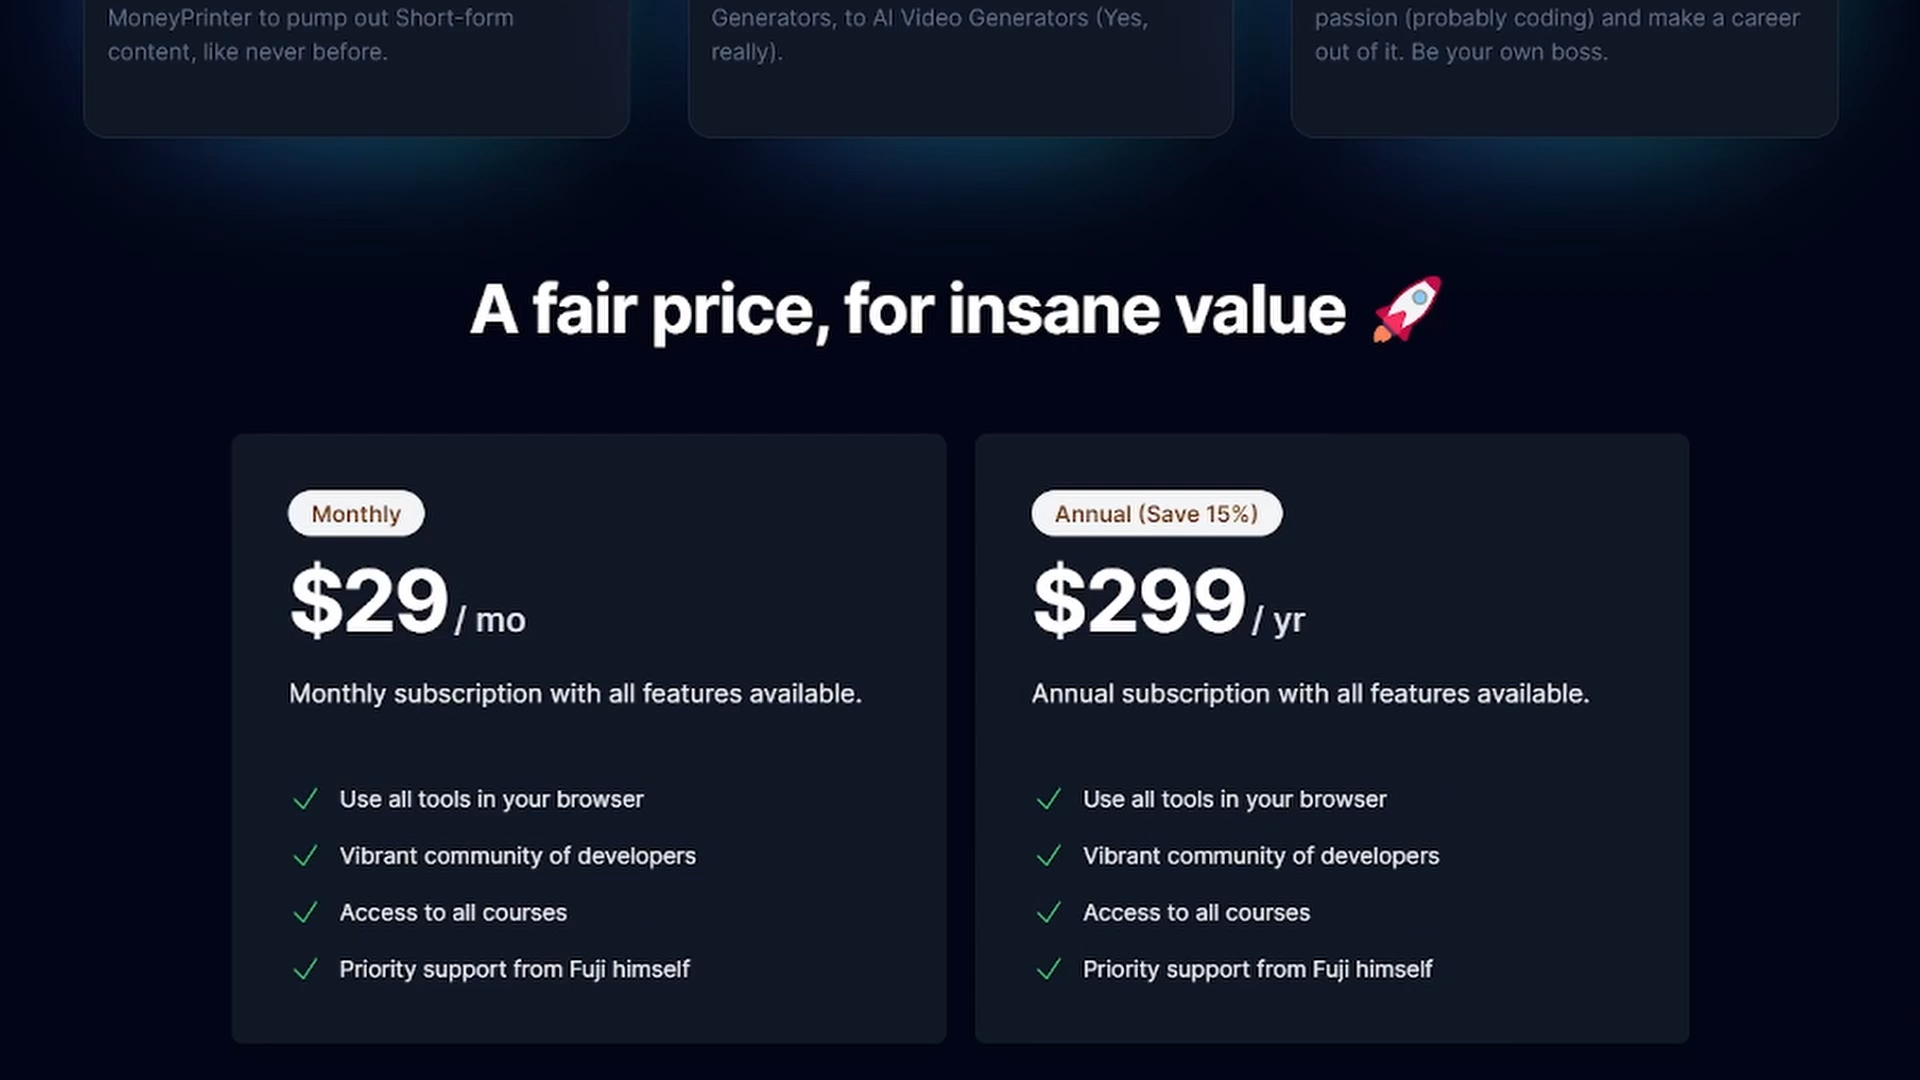 MoneyPrinter to pump out Short-form
content, like never before.
Generators, to AI Video Generators (Yes,
really).
passion (probably coding) and make a career
out of it. Be your own boss.
A fair price, for insane value 🚀
Monthly
$29 / mo
Monthly subscription with all features available.
Use all tools in your browser
Vibrant community of developers
Access to all courses
Priority support from Fuji himself
Annual (Save 15%)
$299 / yr
Annual subscription with all features available.
Use all tools in your browser
Vibrant community of developers
Access to all courses
Priority support from Fuji himself